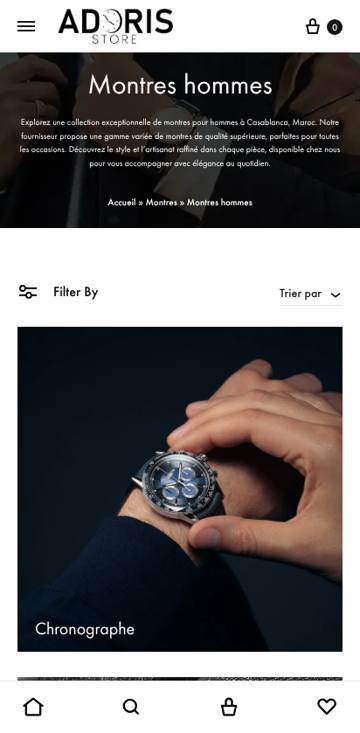 ADORIS
STORE
0
Montres hommes
Explorez une collection exceptionnelle de montres pour hommes à Casablanca, Maroc. Notre
fournisseur propose une gamme variée de montres de qualité supérieure, parfaites pour toutes
les occasions. Découvrez le style et l'artisanat raffiné dans chaque pièce, disponible chez nous
pour vous accompagner avec élégance au quotidien.
Accueil » Montres » Montres hommes
Filter By
Trier par
Chronographe